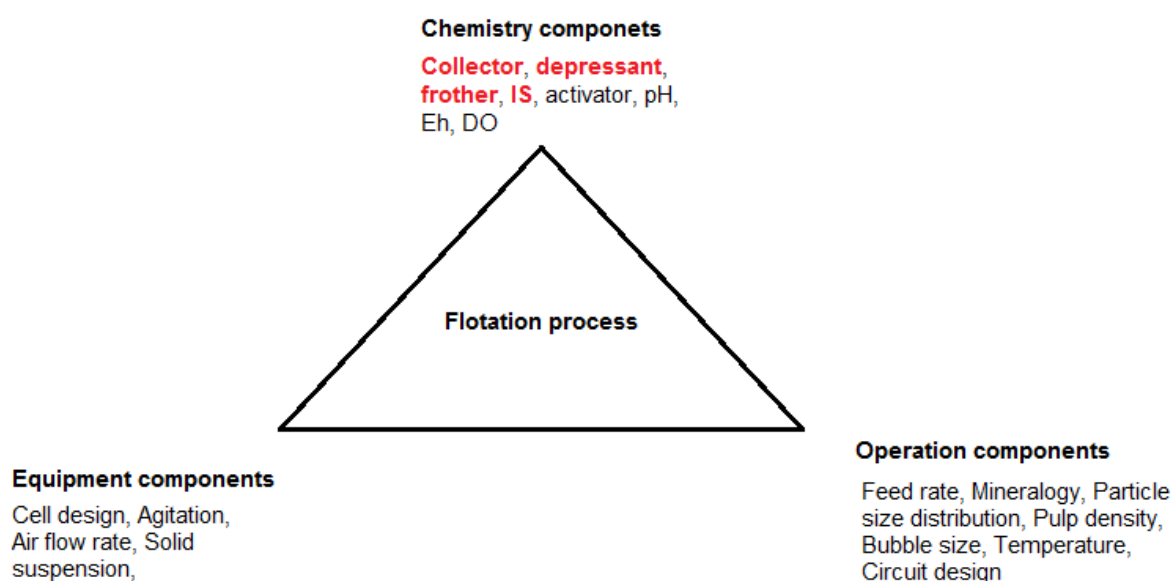 Chemistry componets
Collector, depressant,
frother, IS, activator, pH,
Eh, DO
Flotation process
Equipment components
Cell design, Agitation,
Air flow rate, Solid
suspension,
Operation components
Feed rate, Mineralogy, Particle
size distribution, Pulp density,
Bubble size, Temperature,
Circuit design